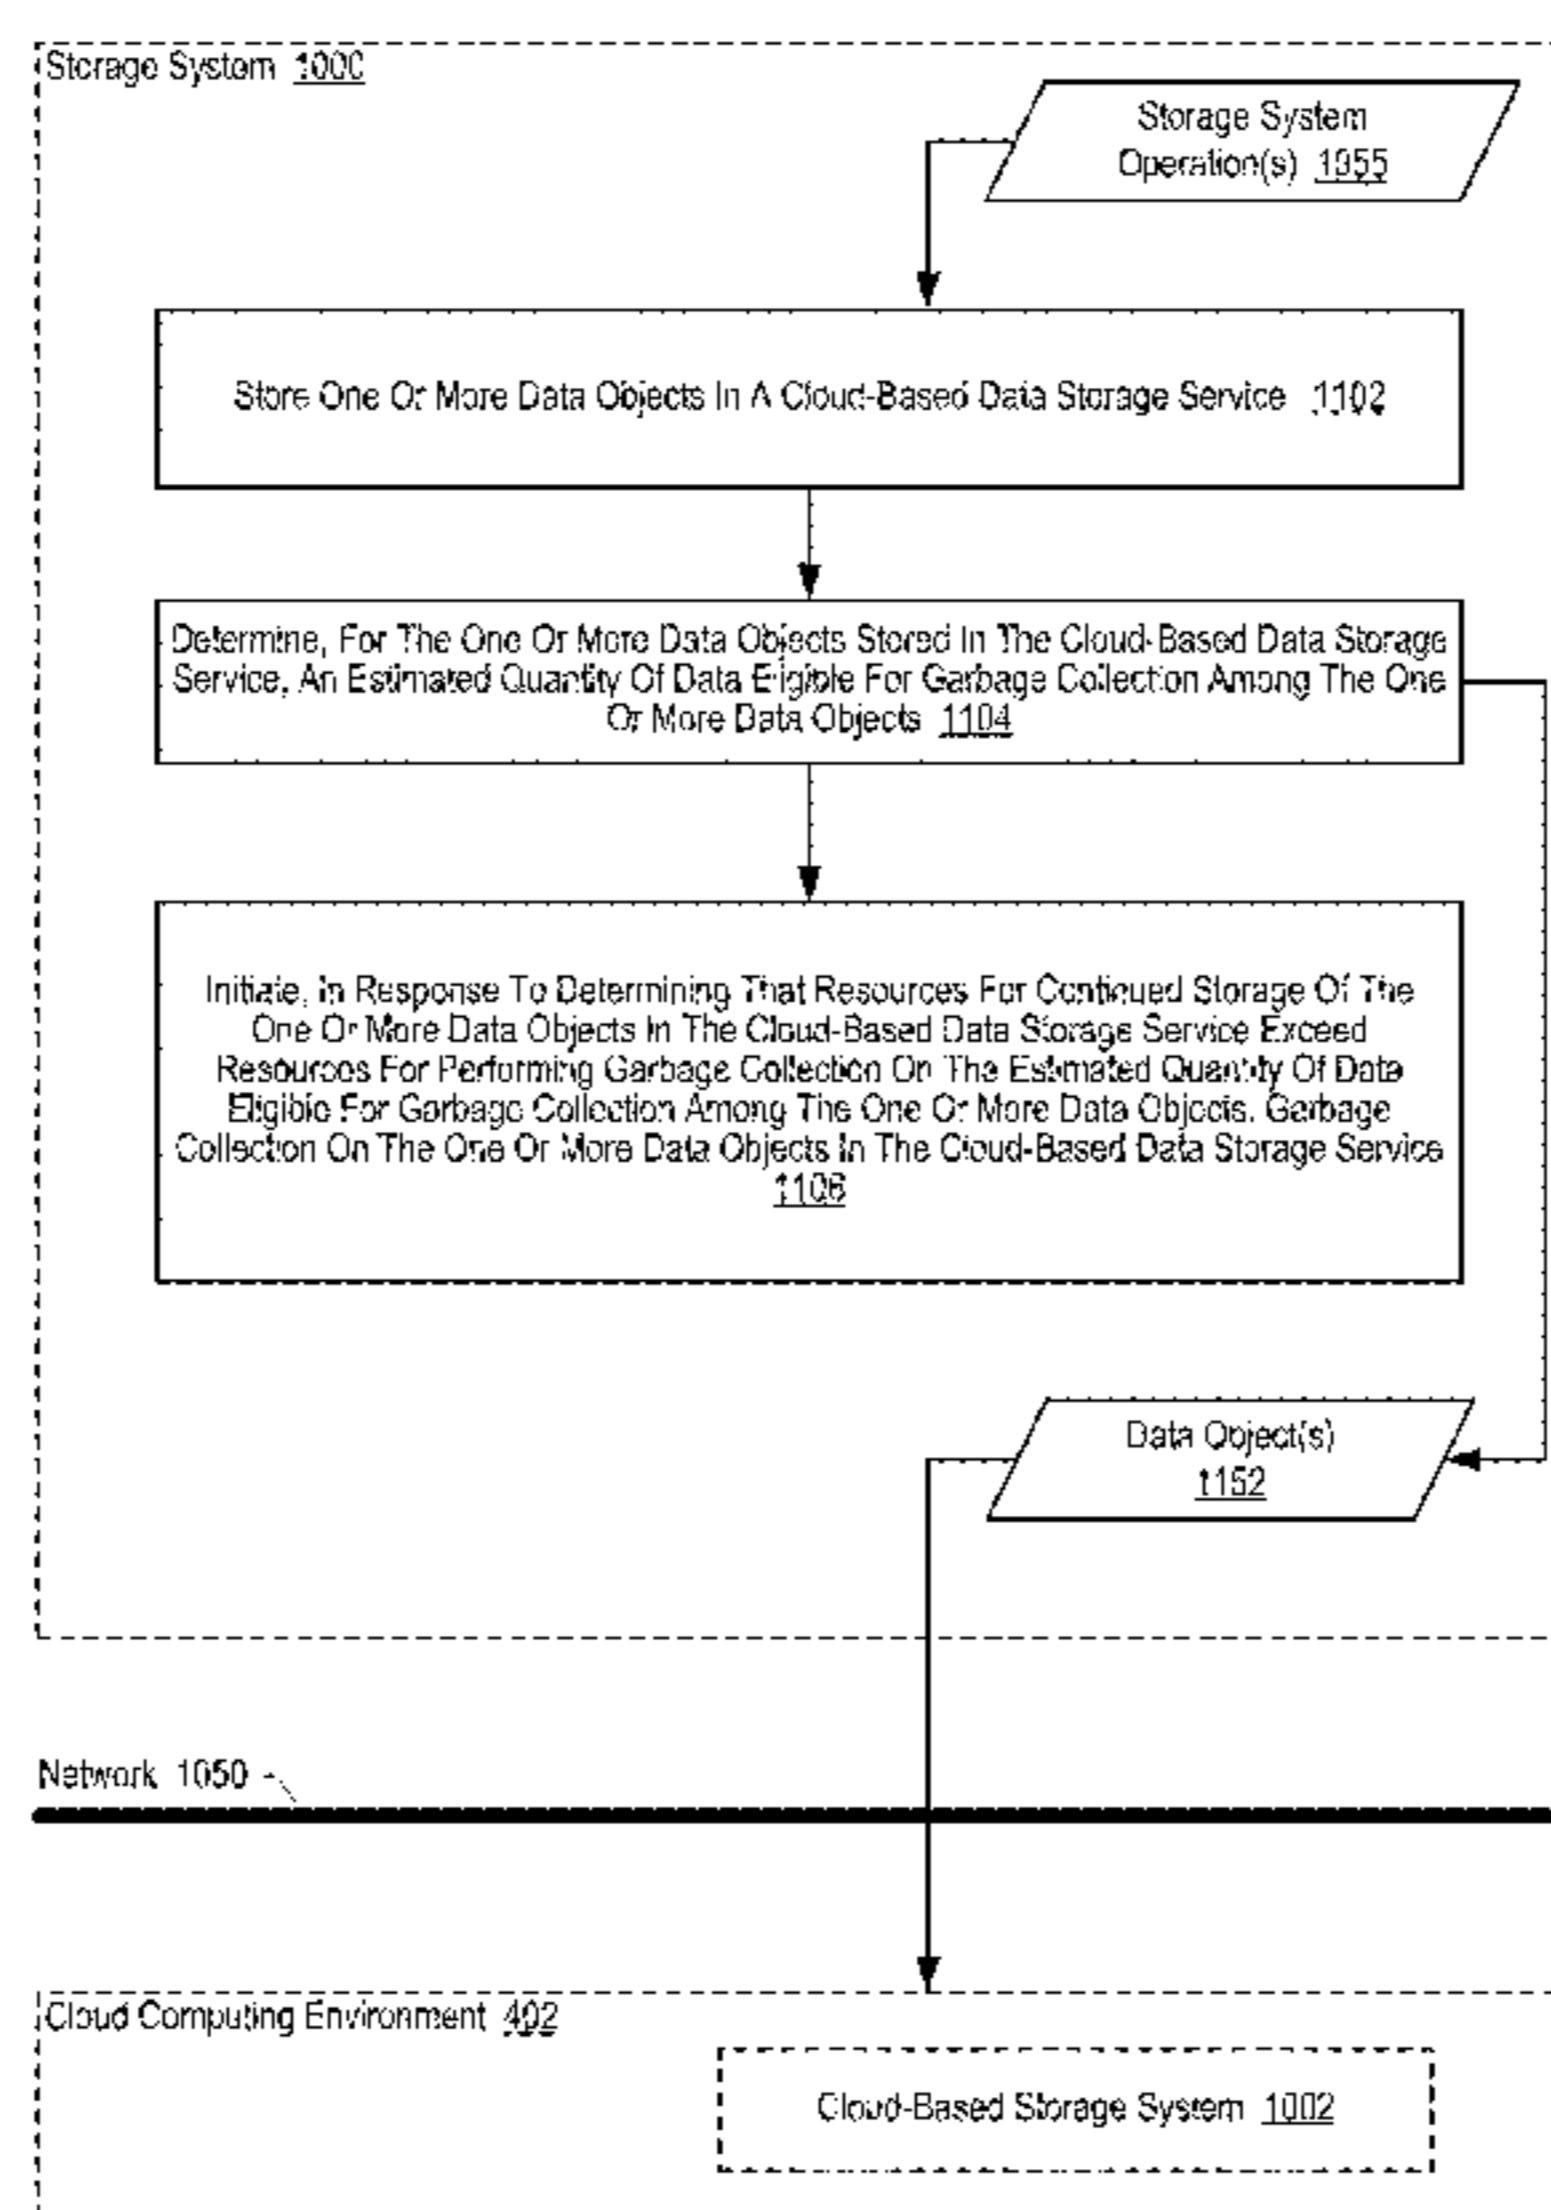 Storage System 1000
Storage System
Operation(s) 1055
Store One Or More Data Objects In A Cloud-Based Data Storage Service 1102
Determine, For The One Or More Data Objects Stored In The Cloud-Based Data Storage
Service, An Estimated Quantity Of Data Eligible For Garbage Collection Among The One
Or More Data Objects 1104
Initiate, In Response To Determining That Resources For Continued Storage Of The
One Or More Data Objects In The Cloud-Based Data Storage Service Exceed
Resources For Performing Garbage Collection On The Estimated Quantity Of Data
Eligible For Garbage Collection Among The One Or More Data Objects, Garbage
Collection On The One Or More Data Objects In The Cloud-Based Data Storage Service
1106
Data Object(s)
1152
Network 1050
Cloud Computing Environment 402
Cloud-Based Storage System 1002